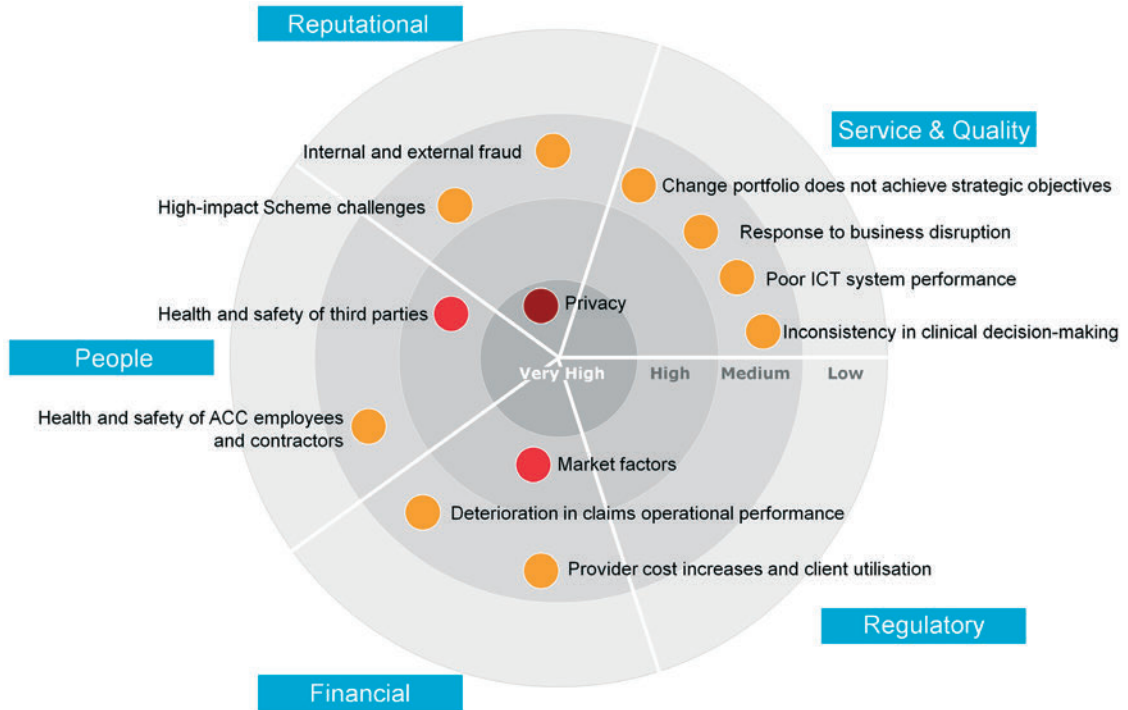 Reputational
Service & Quality
Internal and external fraud
Change portfolio does not achieve strategic objectives
High-impact Scheme challenges
Response to business disruption
Poor ICT system performance
Privacy
Health and safety of third parties
Inconsistency in clinical decision-making
People
Very High
High
Medium
Low
Health and safety of ACC employees
and contractors
Market factors
Deterioration in claims operational performance
Provider cost increases and client utilisation
Regulatory
Financial